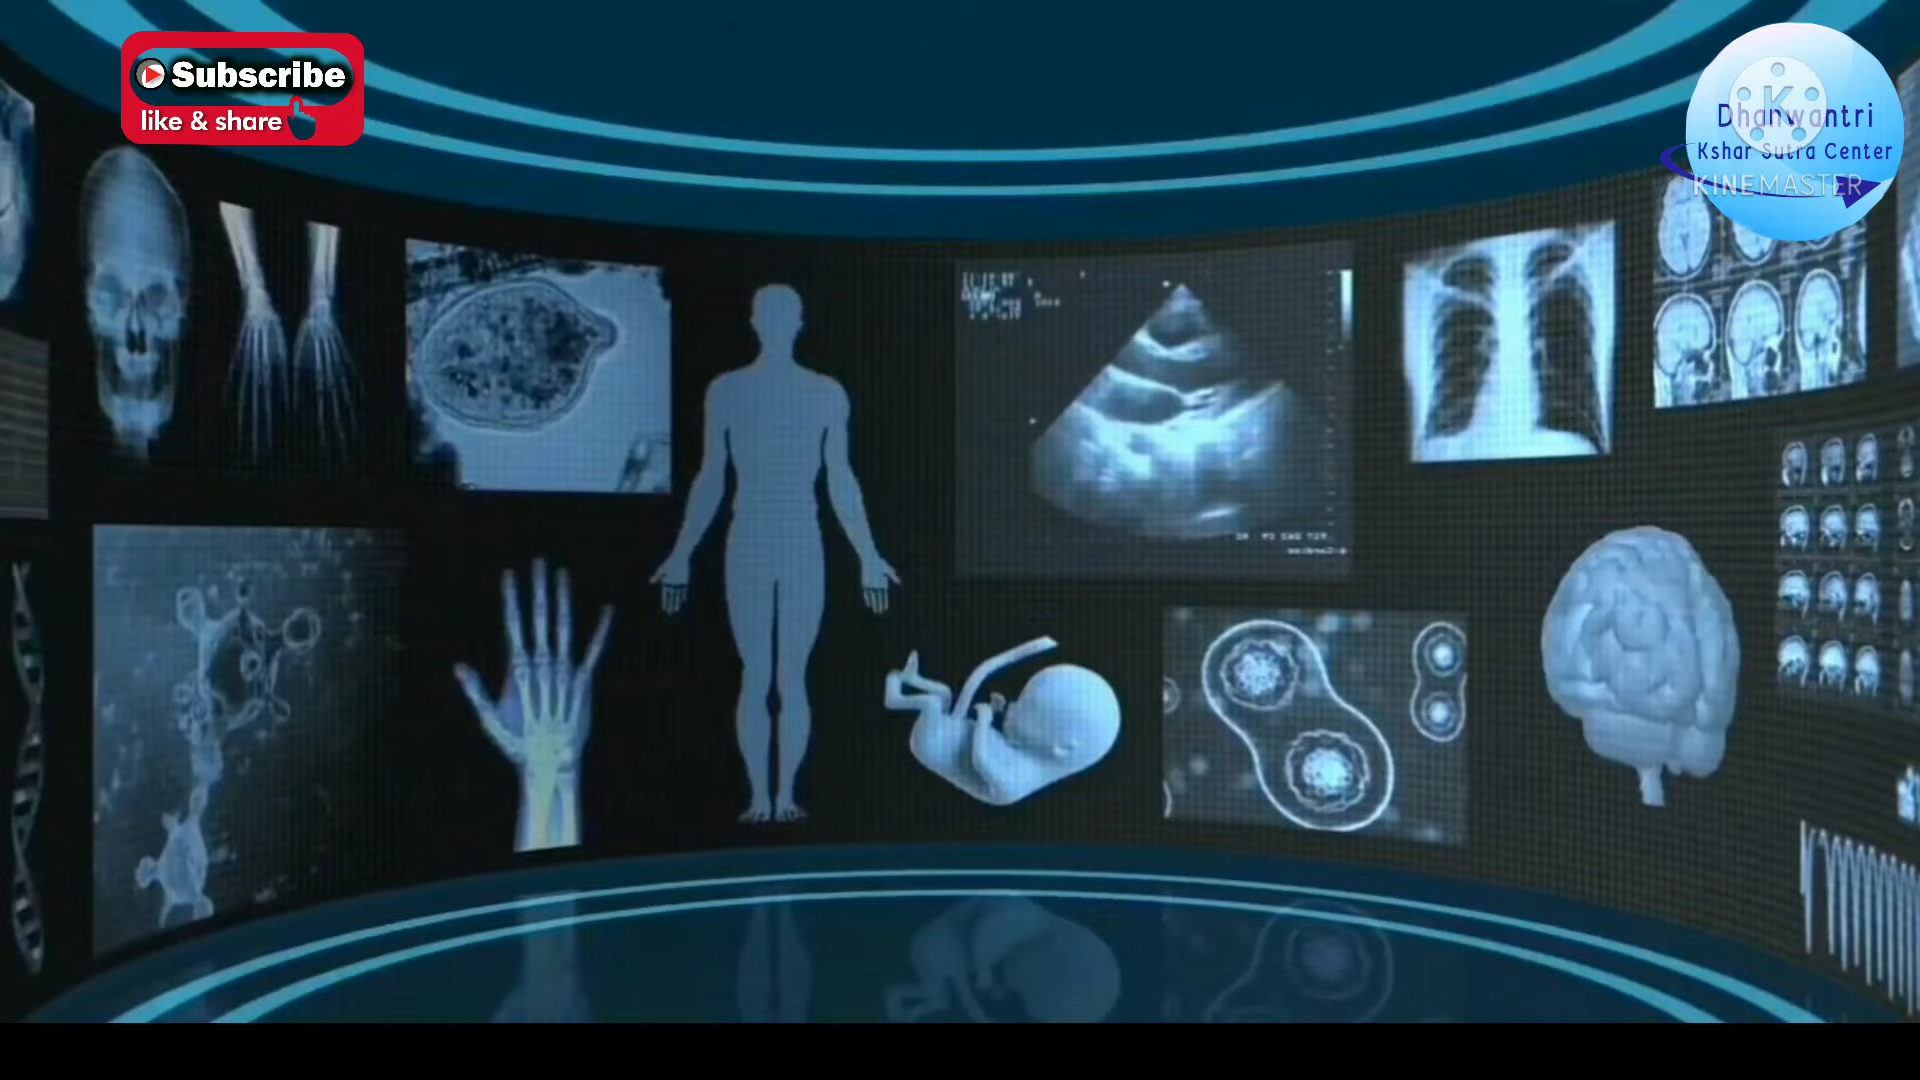 Subscribe
like & share
Dhanwantri
Kshar Sutra Center
KINEMASTER